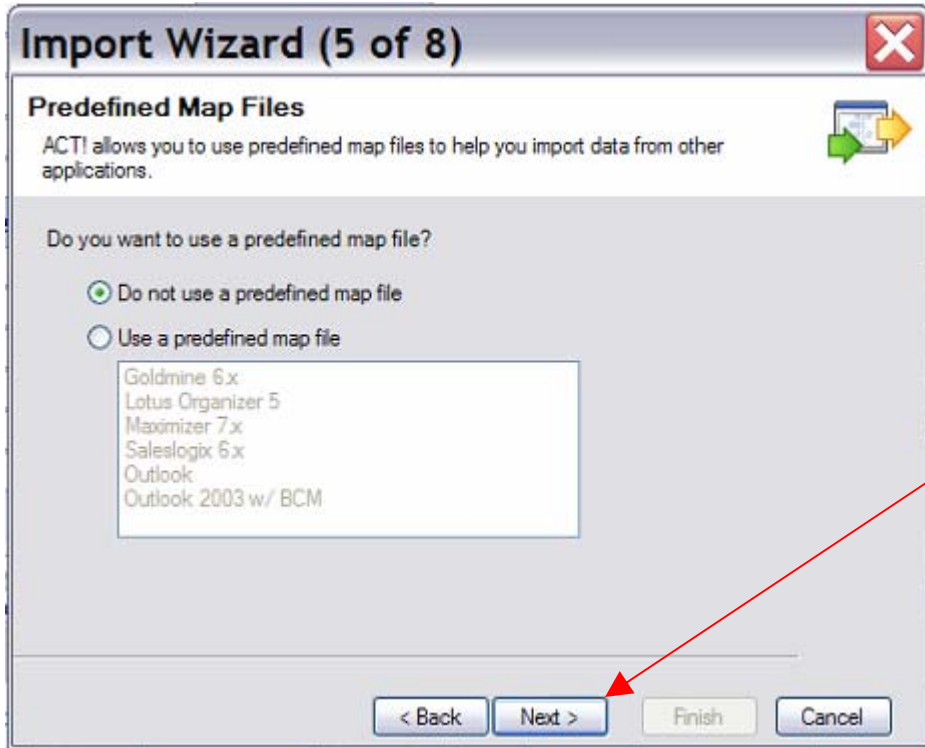 Import Wizard (5 of 8)
Predefined Map Files
ACT! allows you to use predefined map files to help you import data from other
applications.
Do you want to use a predefined map file?
Do not use a predefined map file
Use a predefined map file
Goldmine 6.x
Lotus Organizer 5
Maximizer 7.x
Saleslogix 6.x
Outlook
Outlook 2003 w/ BCM
< Back Next > Finish Cancel